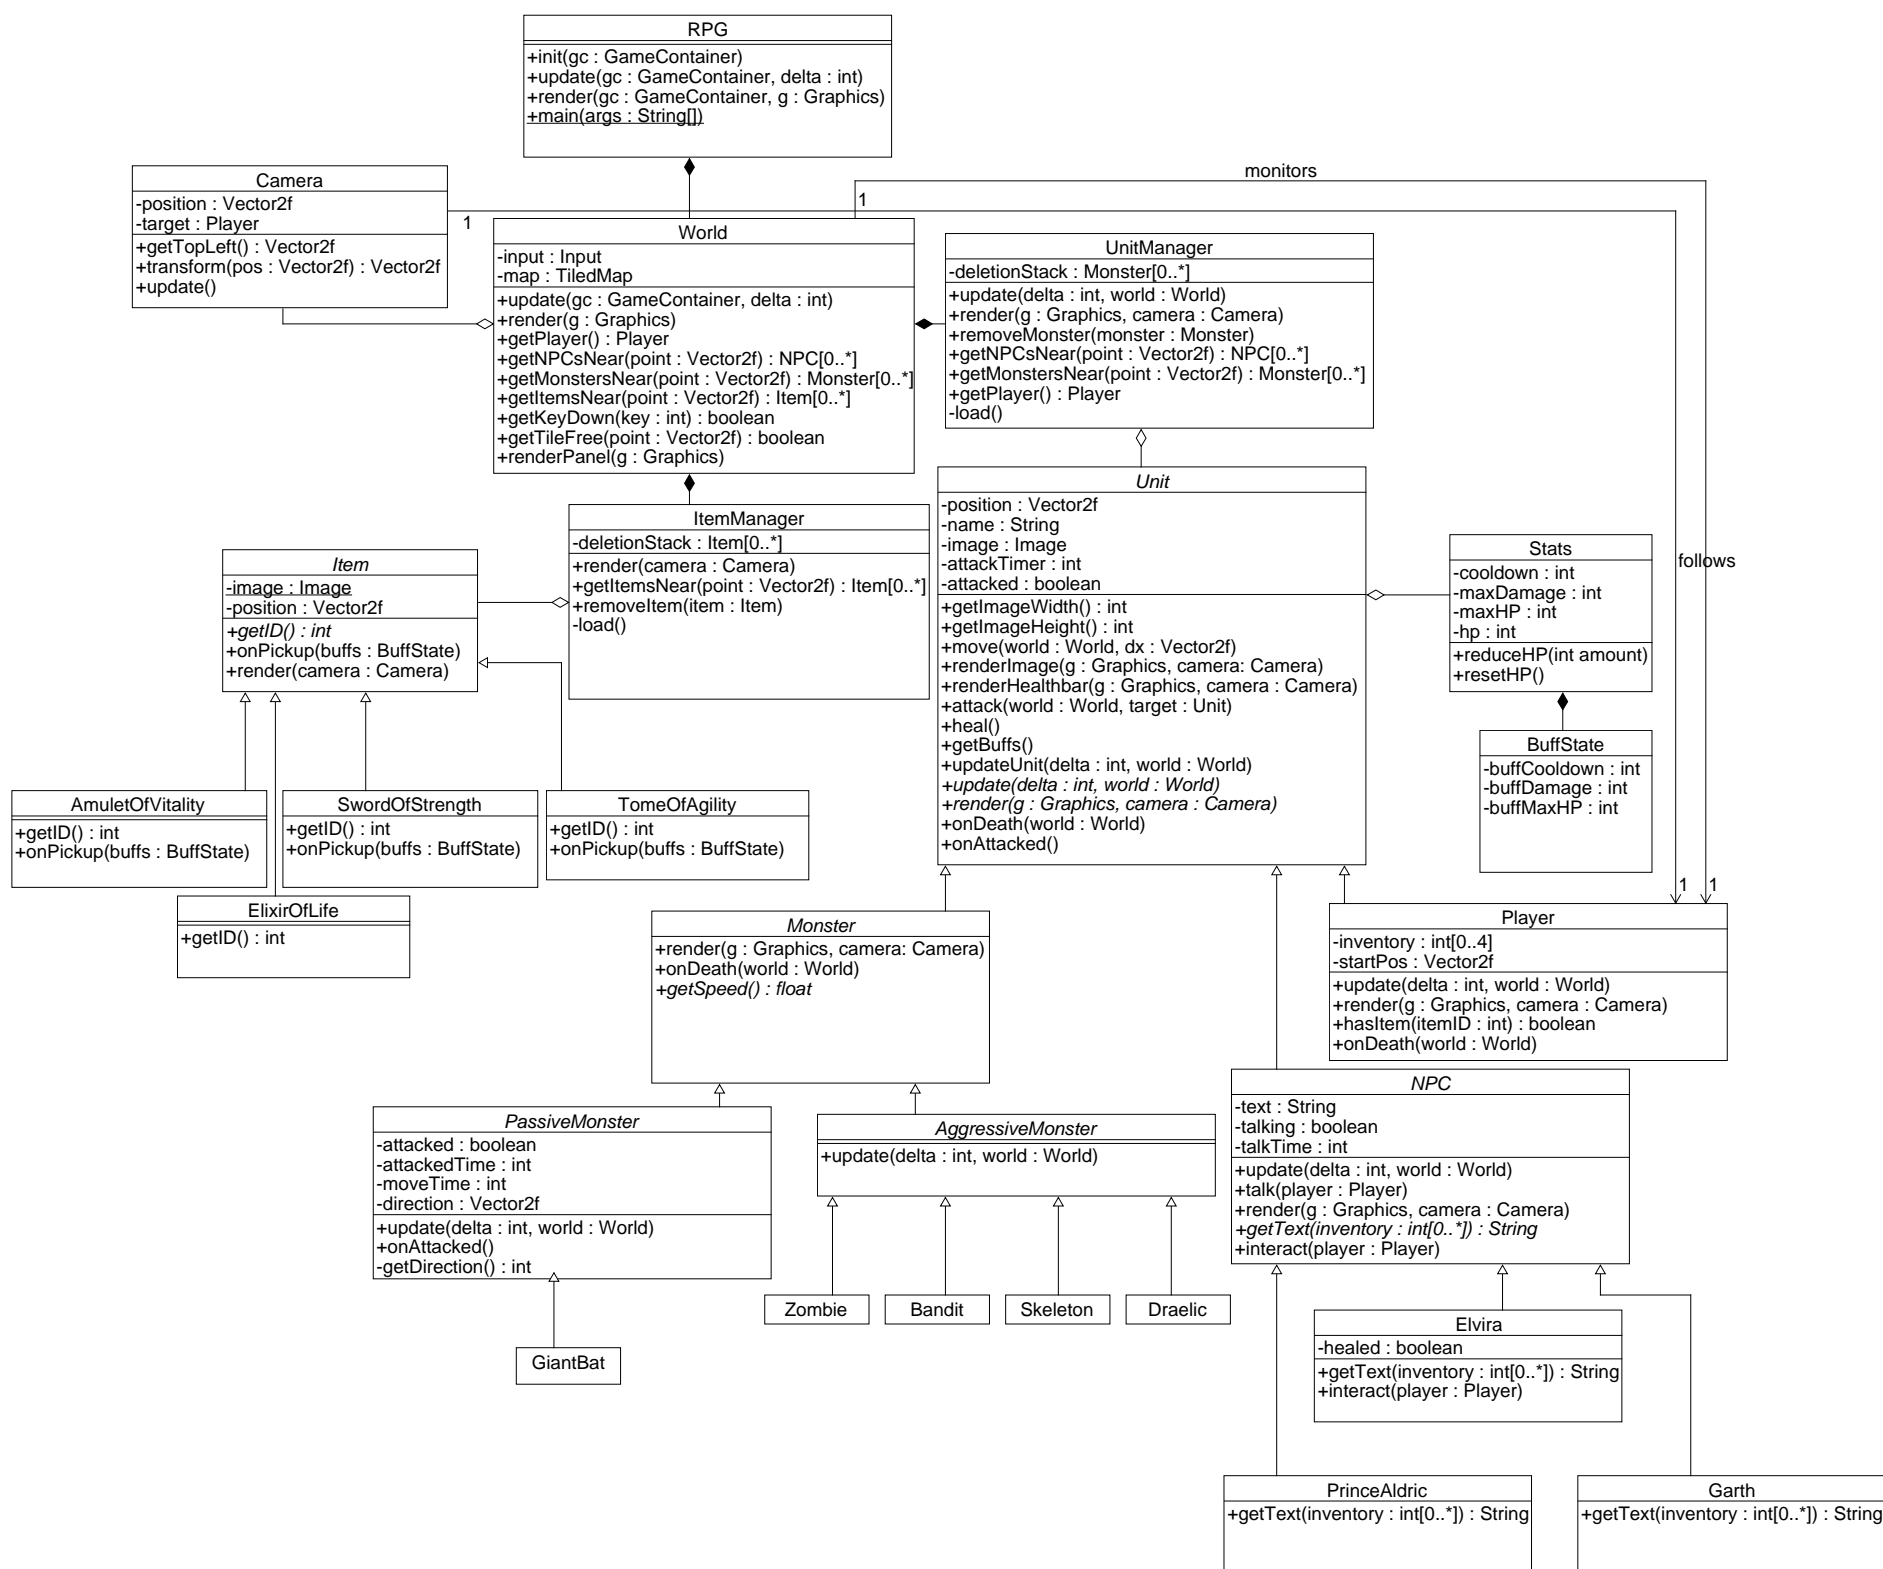 RPG
+init(gc : GameContainer)
+update(gc : GameContainer, delta : int)
+render(gc : GameContainer, g : Graphics)
+main(args : String[])
monitors
Camera
-position : Vector2f
-target : Player
+getTopLeft() : Vector2f
+transform(pos : Vector2f) : Vector2f
+update()
1
1
World
-input : Input
-map : TiledMap
+update(gc : GameContainer, delta : int)
+render(g : Graphics)
+getPlayer() : Player
+getNPCsNear(point : Vector2f) : NPC[0..*]
+getMonstersNear(point : Vector2f) : Monster[0..*]
+getItemsNear(point : Vector2f) : Item[0..*]
+getKeyDown(key : int) : boolean
+getTileFree(point : Vector2f) : boolean
+renderPanel(g : Graphics)
UnitManager
-deletionStack : Monster[0..*]
+update(delta : int, world : World)
+render(g : Graphics, camera : Camera)
+removeMonster(monster : Monster)
+getNPCsNear(point : Vector2f) : NPC[0..*]
+getMonstersNear(point : Vector2f) : Monster[0..*]
+getPlayer() : Player
-load()
ItemManager
-deletionStack : Item[0..*]
+render(camera : Camera)
+getItemsNear(point : Vector2f) : Item[0..*]
+removeItem(item : Item)
-load()
Item
-image : Image
-position : Vector2f
+getID() : int
+onPickup(buffs : BuffState)
+render(camera : Camera)
Unit
-position : Vector2f
-name : String
-image : Image
-attackTimer : int
-attacked : boolean
+getImageWidth() : int
+getImageHeight() : int
+move(world : World, dx : Vector2f)
+renderImage(g : Graphics, camera: Camera)
+renderHealthbar(g : Graphics, camera : Camera)
+attack(world : World, target : Unit)
+heal()
+getBuffs()
+updateUnit(delta : int, world : World)
+update(delta : int, world : World)
+render(g : Graphics, camera : Camera)
+onDeath(world : World)
+onAttacked()
Stats
-cooldown : int
-maxDamage : int
-maxHP : int
-hp : int
+reduceHP(int amount)
+resetHP()
follows
BuffState
-buffCooldown : int
-buffDamage : int
-buffMaxHP : int
AmuletOfVitality
+getID() : int
+onPickup(buffs : BuffState)
SwordOfStrength
+getID() : int
+onPickup(buffs : BuffState)
TomeOfAgility
+getID() : int
+onPickup(buffs : BuffState)
ElixirOfLife
+getID() : int
1
1
Monster
+render(g : Graphics, camera: Camera)
+onDeath(world : World)
+getSpeed() : float
Player
-inventory : int[0..4]
-startPos : Vector2f
+update(delta : int, world : World)
+render(g : Graphics, camera : Camera)
+hasItem(itemID : int) : boolean
+onDeath(world : World)
PassiveMonster
-attacked : boolean
-attackedTime : int
-moveTime : int
-direction : Vector2f
+update(delta : int, world : World)
+onAttacked()
-getDirection() : int
AggressiveMonster
+update(delta : int, world : World)
NPC
-text : String
-talking : boolean
-talkTime : int
+update(delta : int, world : World)
+talk(player : Player)
+render(g : Graphics, camera : Camera)
+getText(inventory : int[0..*]) : String
+interact(player : Player)
Zombie
Bandit
Skeleton
Draelic
GiantBat
Elvira
-healed : boolean
+getText(inventory : int[0..*]) : String
+interact(player : Player)
PrinceAldric
+getText(inventory : int[0..*]) : String
Garth
+getText(inventory : int[0..*]) : String